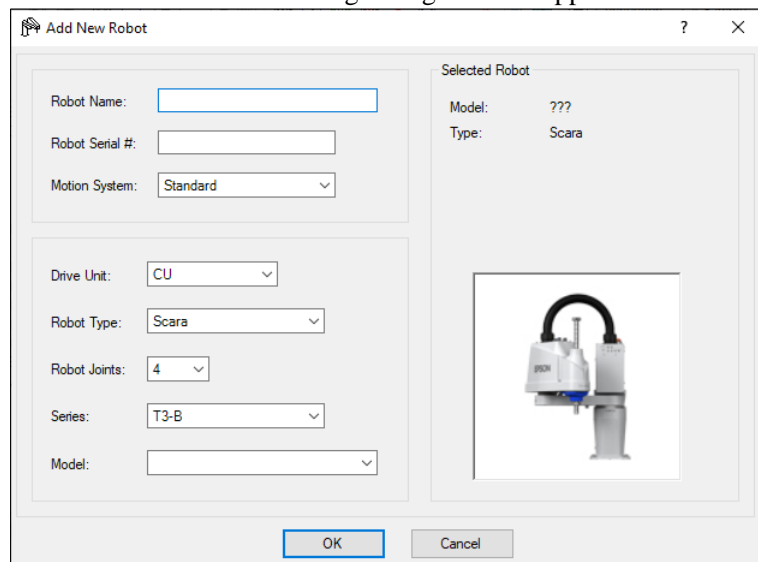 Add New Robot
?
Robot Name:
Robot Serial #:
Motion System: Standard
Drive Unit: CU
Robot Type: Scara
Robot Joints: 4
Series: T3-B
Model:
Selected Robot
Model: ???
Type: Scara
EPSON
OK
Cancel